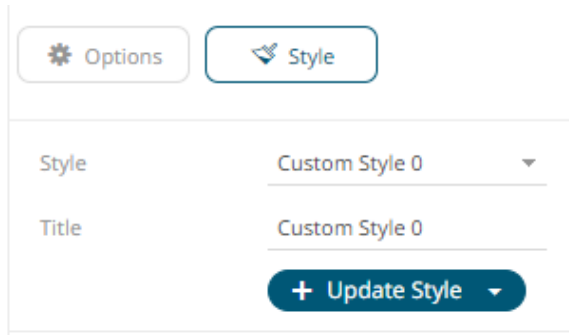 Options Style
Style Custom Style 0
Title Custom Style 0
+ Update Style